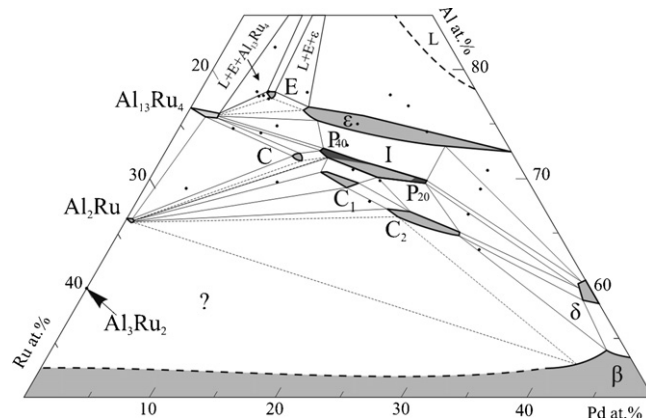 L+E+Al₁₃Ru₄
L+E+ε
L
Al at.%
20
80
Al₁₃Ru₄
E
ε
P₄₀
I
C
70
30
P₂₀
Al₂Ru
C₁
C₂
40
60
δ
Al₃Ru₂
?
Ru at.%
β
10
20
30
40
Pd at.%